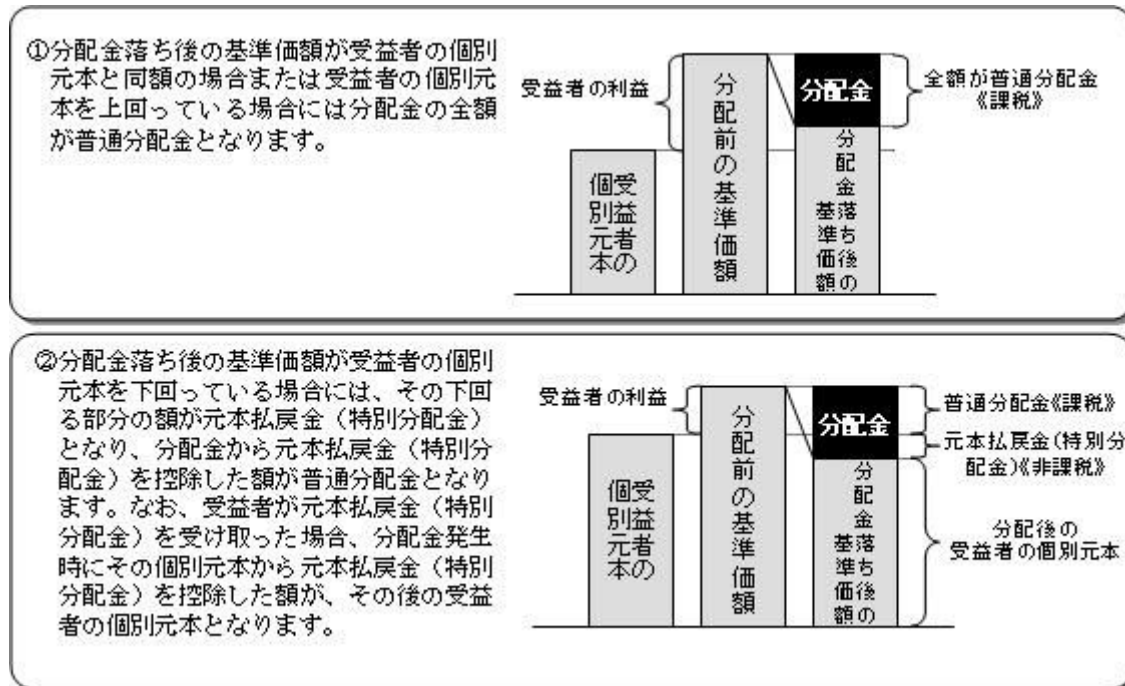 ①分配金落ち後の基準価額が受益者の個別
元本と同額の場合または受益者の個別元
本を上回っている場合には分配金の全額
が普通分配金となります。
受益者の利益
受益者の
個別元本
分配前の基準価額
分配金
分配金落ち後の
基準価額
全額が普通分配金
《課税》
②分配金落ち後の基準価額が受益者の個別
元本を下回っている場合には、その下回
る部分の額が元本払戻金（特別分配金）
となり、分配金から元本払戻金（特別分
配金）を控除した額が普通分配金となり
ます。なお、受益者が元本払戻金（特別
分配金）を受け取った場合、分配金発生
時にその個別元本から元本払戻金（特別
分配金）を控除した額が、その後の受益
者の個別元本となります。
受益者の利益
受益者の
個別元本
分配前の基準価額
分配金
分配金落ち後の
基準価額
普通分配金《課税》
元本払戻金(特別分
配金)《非課税》
分配後の
受益者の個別元本